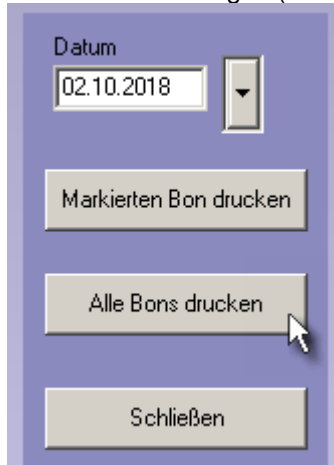 Datum
02.10.2018
Markierten Bon drucken
Alle Bons drucken
Schließen